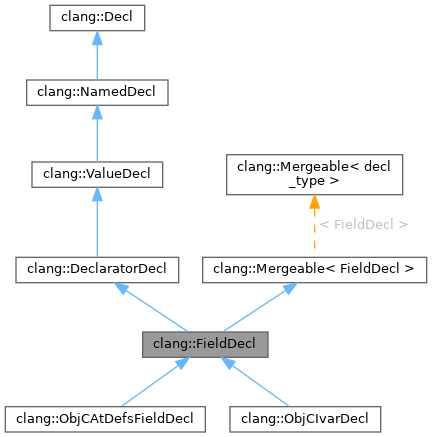 clang::Decl
clang::NamedDecl
clang::ValueDecl
clang::Mergeable< decl
_type >
< FieldDecl >
clang::DeclaratorDecl
clang::Mergeable< FieldDecl >
clang::FieldDecl
clang::ObjCAtDefsFieldDecl
clang::ObjCIvarDecl